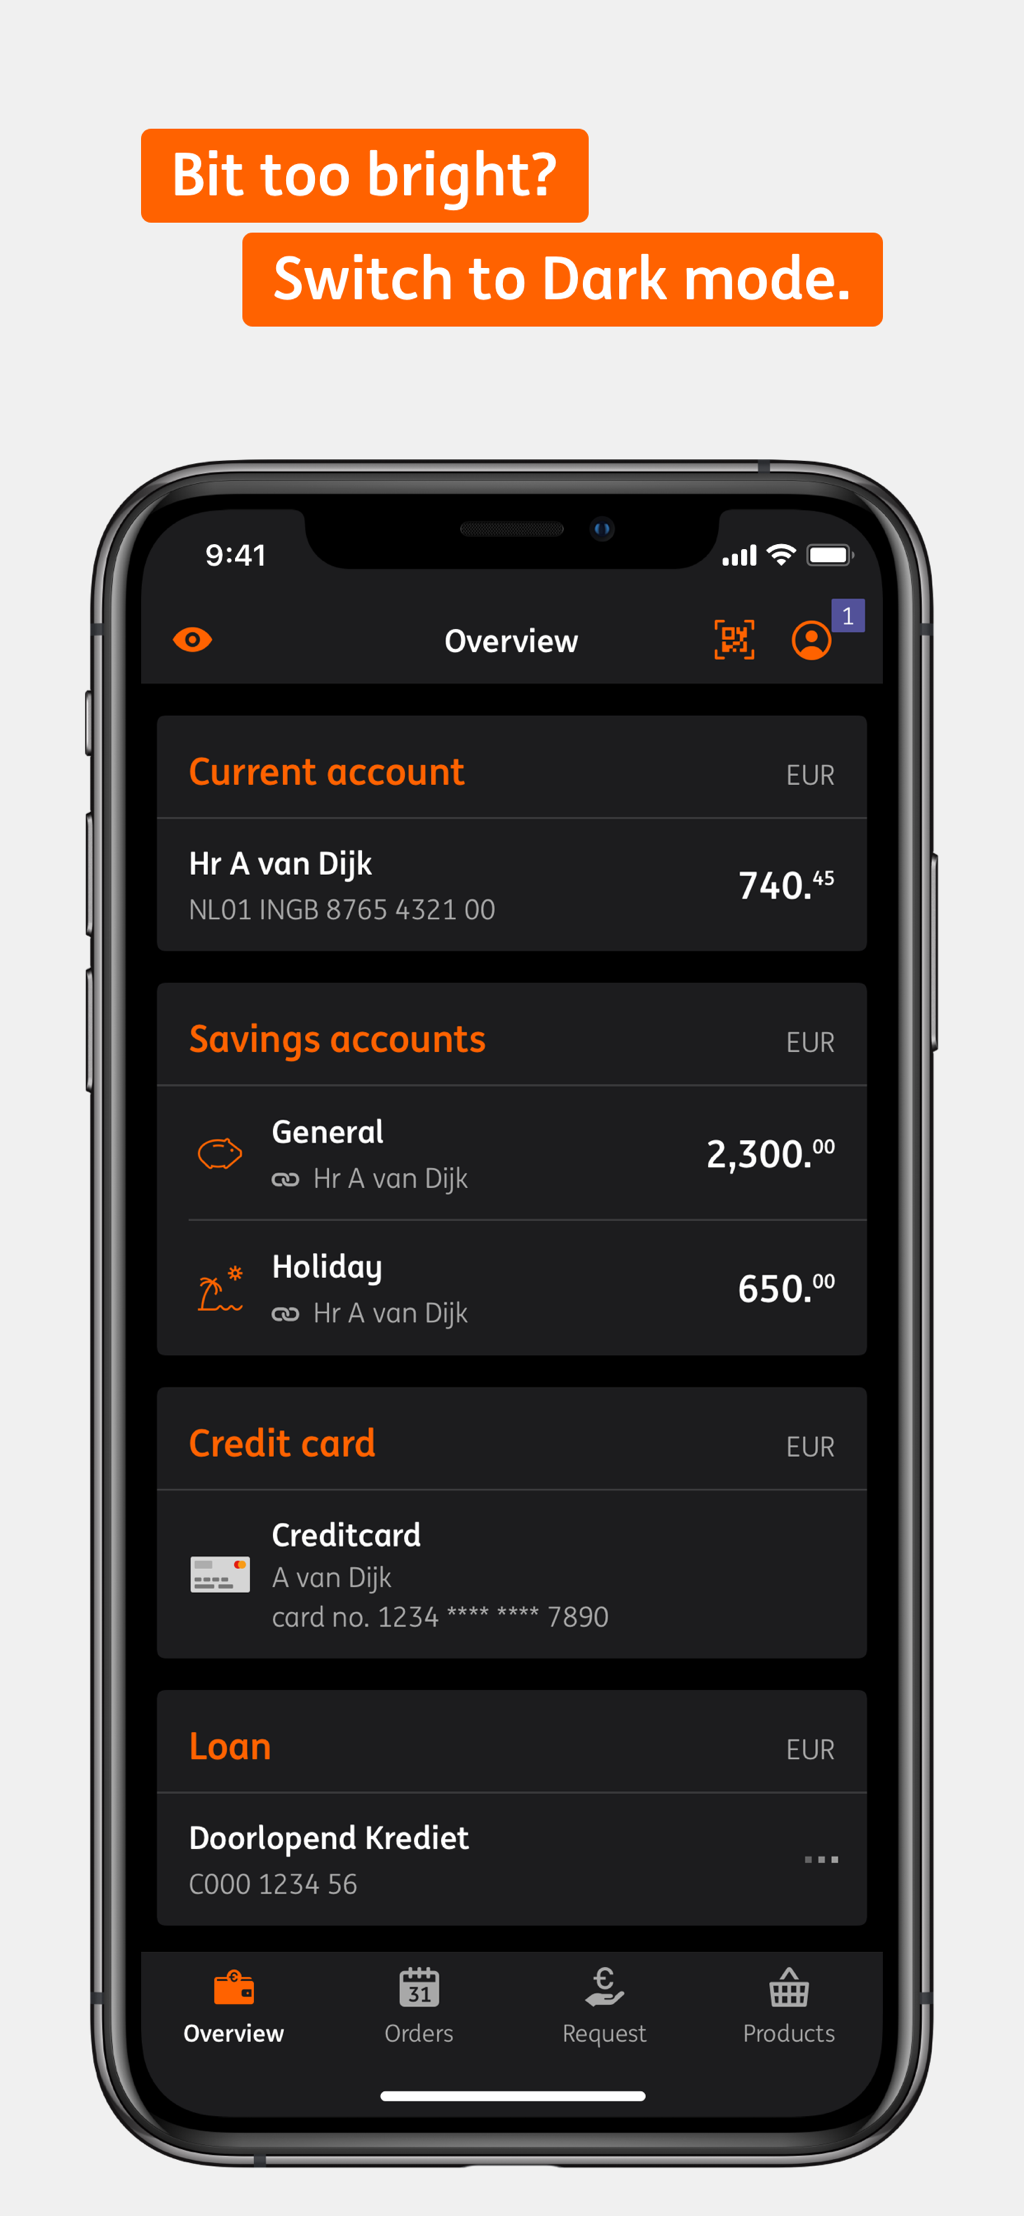 Bit too bright?
Switch to Dark mode.
9:41
Overview
1
Current account EUR
Hr A van Dijk
740.45
NL01 INGB 8765 4321 00
Savings accounts EUR
General
2,300.00
Hr A van Dijk
Holiday
650.00
Hr A van Dijk
Credit card EUR
Creditcard
A van Dijk
card no. 1234 **** **** 7890
Loan EUR
Doorlopend Krediet
C000 1234 56
€ 31 €
Overview Orders Request Products